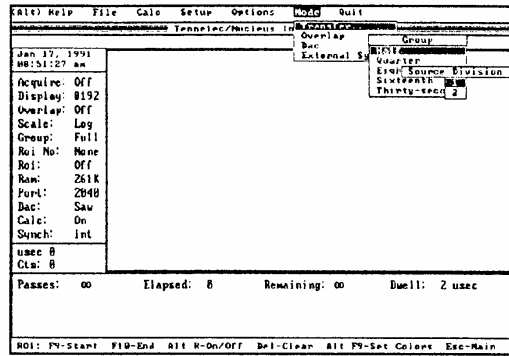 (Alt) Help File Calc Setup Options Mode Quit
Tennelec/Nucleus In
Overlap
Dac
External Sy
Group
Quarter
Source Division
Sixteenth
Thirty-seco
2
Jan 17, 1991
08:51:27 am
Acquire: Off
Display: 8192
Overlap: Off
Scale: Log
Group: Full
Roi No: None
Roi: Off
Ram: 261K
Port: 2040
Dac: Saw
Calc: On
Synch: Int
usec 0
Cts: 0
Passes: ∞ Elapsed: 0 Remaining: ∞ Dwell: 2 usec
ROI: F9-Start F10-End Alt R-On/Off Del-Clear Alt F9-Set Colors Esc-Main